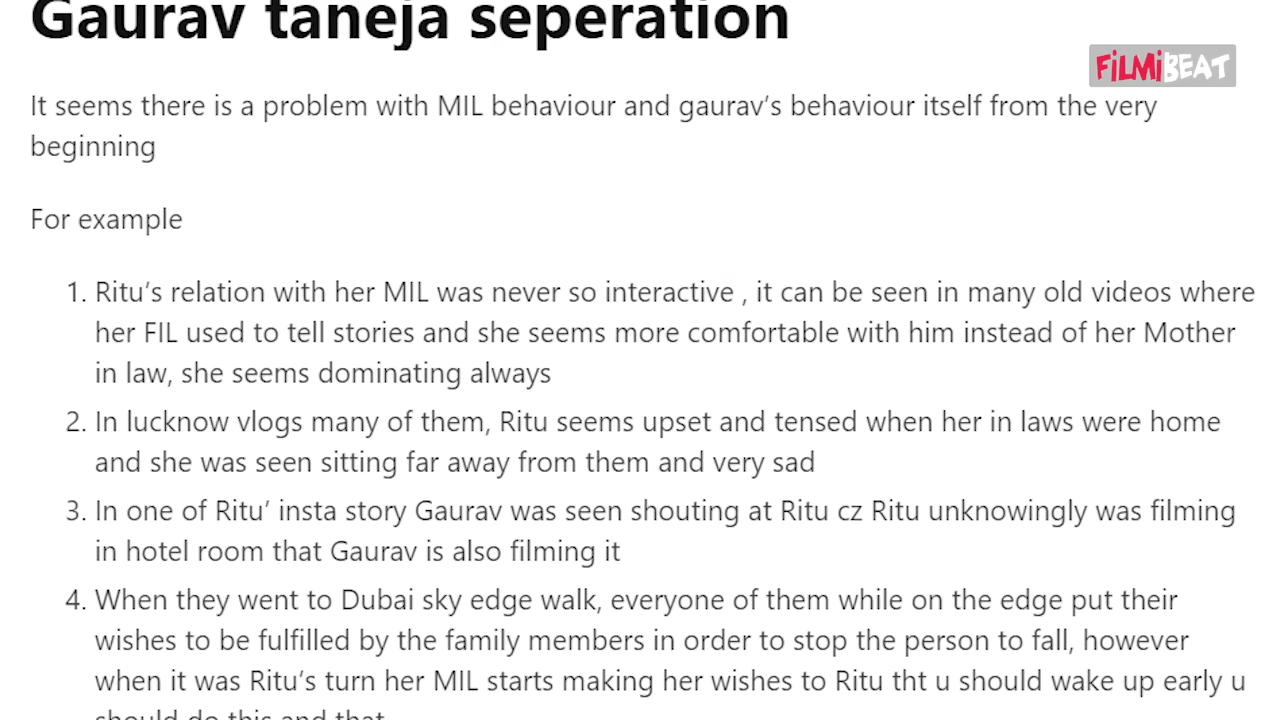 Gaurav taneja seperation
FiLMiBEAT
It seems there is a problem with MIL behaviour and gaurav's behaviour itself from the very
beginning
For example
1. Ritu's relation with her MIL was never so interactive , it can be seen in many old videos where
her FIL used to tell stories and she seems more comfortable with him instead of her Mother
in law, she seems dominating always
2. In lucknow vlogs many of them, Ritu seems upset and tensed when her in laws were home
and she was seen sitting far away from them and very sad
3. In one of Ritu' insta story Gaurav was seen shouting at Ritu cz Ritu unknowingly was filming
in hotel room that Gaurav is also filming it
4. When they went to Dubai sky edge walk, everyone of them while on the edge put their
wishes to be fulfilled by the family members in order to stop the person to fall, however
when it was Ritu's turn her MIL starts making her wishes to Ritu tht u should wake up early u
should do this and that